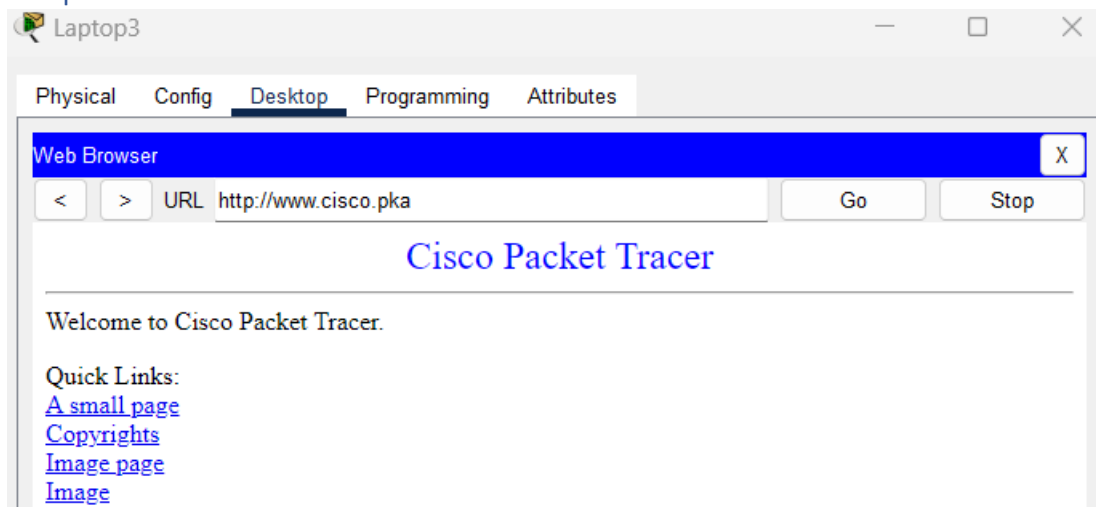 Laptop3
Physical Config Desktop Programming Attributes
Web Browser X
< > URL http://www.cisco.pka Go Stop
Cisco Packet Tracer
Welcome to Cisco Packet Tracer.
Quick Links:
A small page
Copyrights
Image page
Image